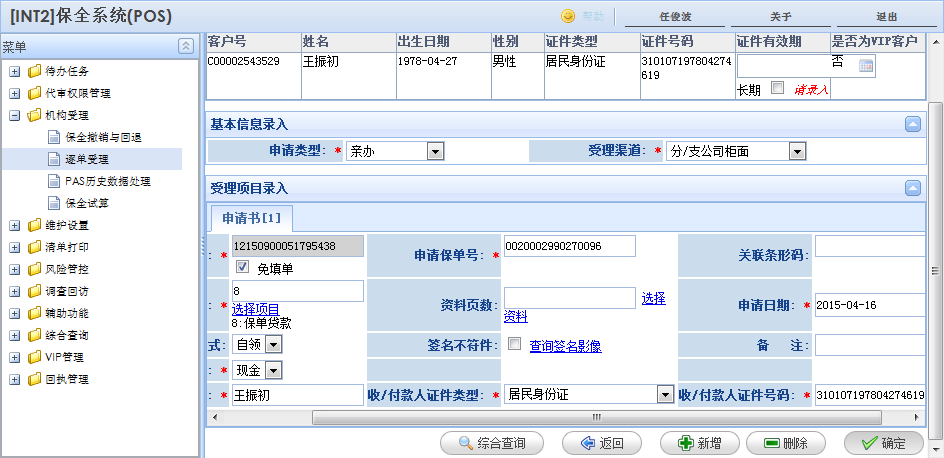 [INT2]保全系统(POS)
帮助 任俊波 关于 退出
菜单
待办任务
代审权限管理
机构受理
保全撤销与回退
逐单受理
PAS历史数据处理
保全试算
维护设置
清单打印
风险管控
调查回访
辅助功能
综合查询
VIP管理
回执管理
客户号 姓名 出生日期 性别 证件类型 证件号码 证件有效期 是否为VIP客户
C00002543529 王振初 1978-04-27 男性 居民身份证 310107197804274619 否
长期 请录入
基本信息录入
申请类型: * 亲办 受理渠道: * 分/支公司柜面
受理项目录入
申请书[1]
: * 12150900051795438 申请保单号: * 0020002990270096 关联条形码:
免填单
: * 8 资料页数: 选择资料 申请日期: * 2015-04-16
选择项目
8:保单贷款
式: 自领 签名不符件: 查询签名影像 备 注:
: * 现金
: * 王振初 收/付款人证件类型: * 居民身份证 收/付款人证件号码: * 310107197804274619
综合查询 返回 新增 删除 确定